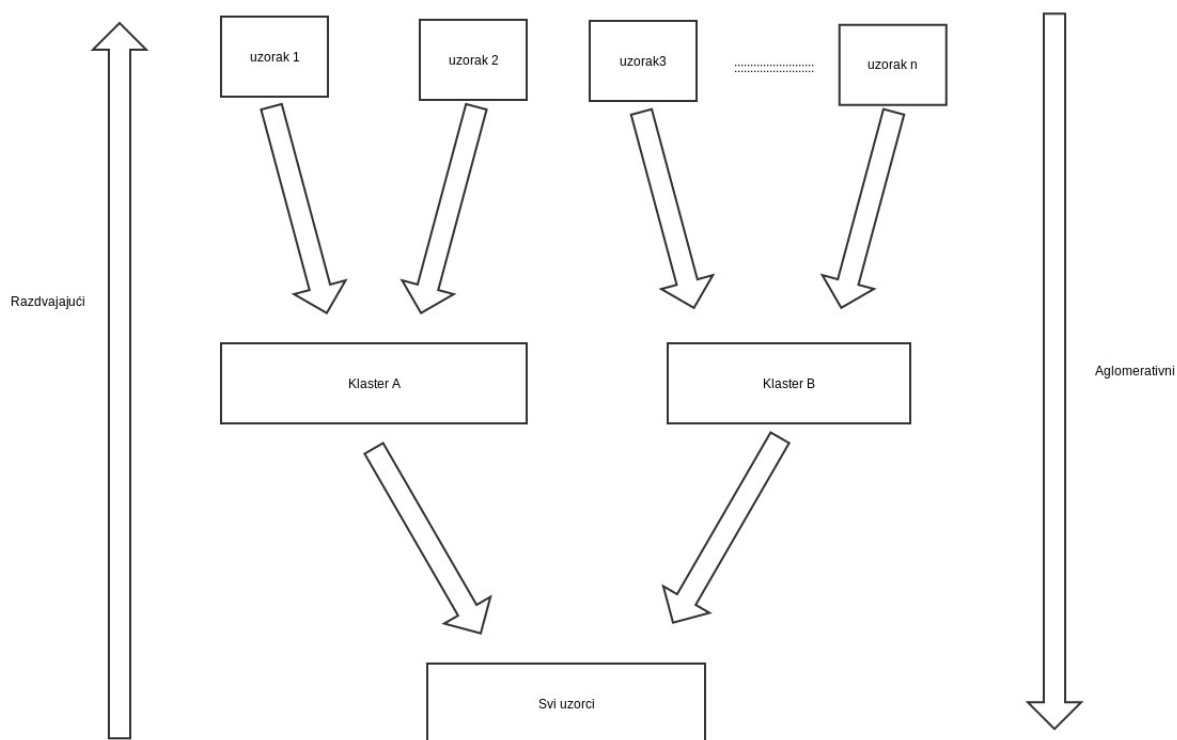 uzorak 1
uzorak 2
uzorak3
uzorak n
Razdvajajući
Aglomerativni
Klaster A
Klaster B
Svi uzorci